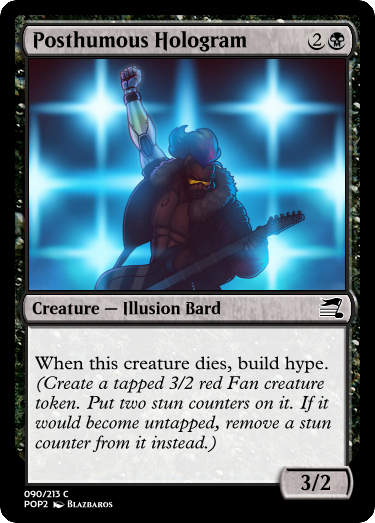 Posthumous Hologram 2
Creature — Illusion Bard
When this creature dies, build hype.
(Create a tapped 3/2 red Fan creature
token. Put two stun counters on it. If it
would become untapped, remove a stun
counter from it instead.)
3/2
090/213 C
POP2 Blazbaros